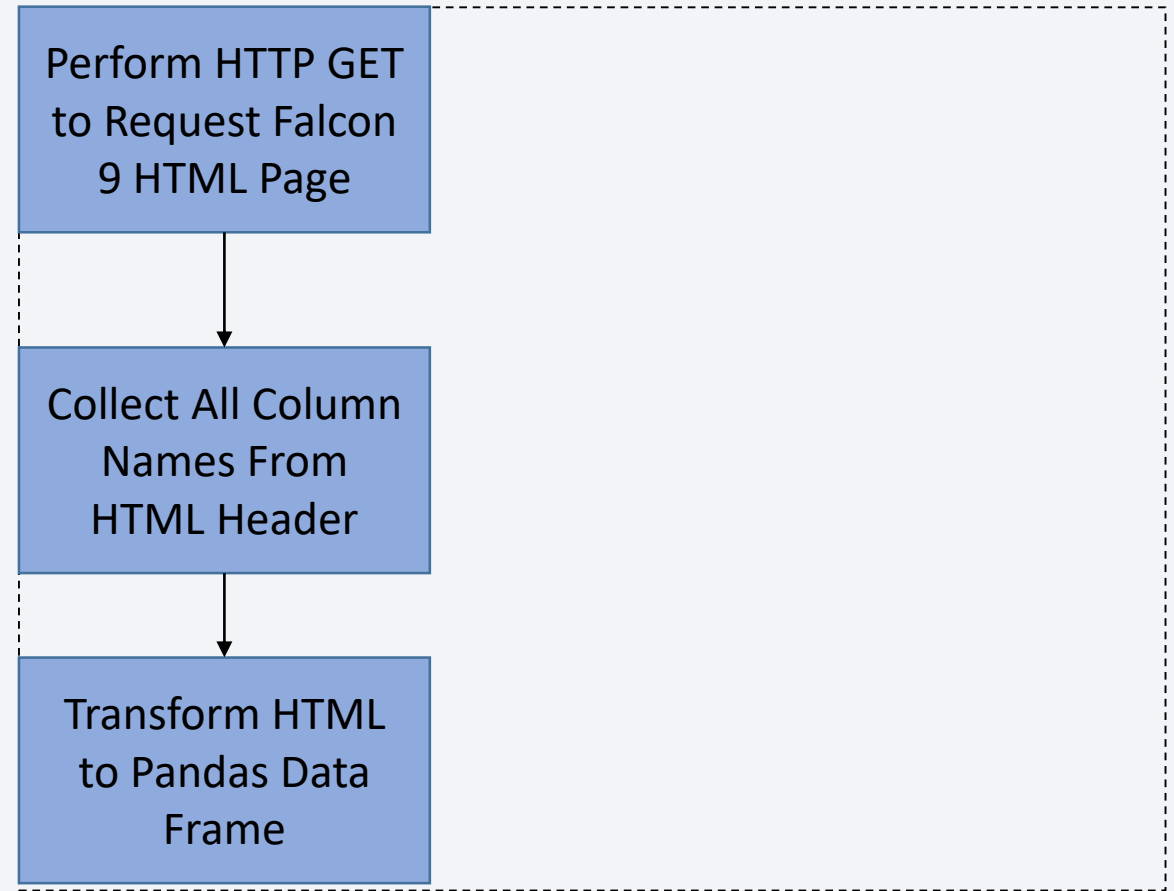 Perform HTTP GET
to Request Falcon
9 HTML Page
Collect All Column
Names From
HTML Header
Transform HTML
to Pandas Data
Frame